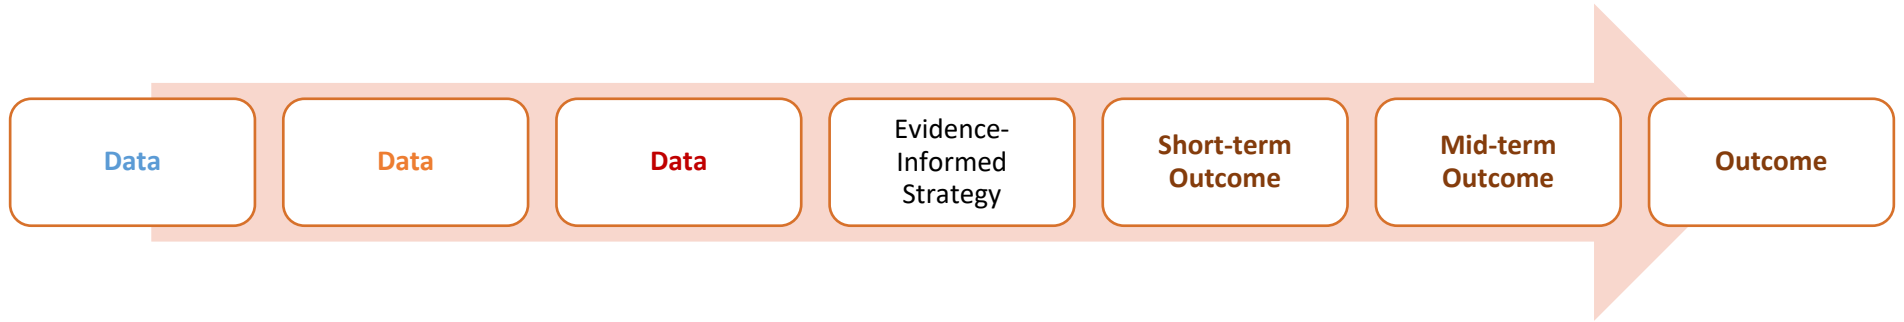 Data
Data
Data
Evidence-
Informed
Strategy
Short-term
Outcome
Mid-term
Outcome
Outcome